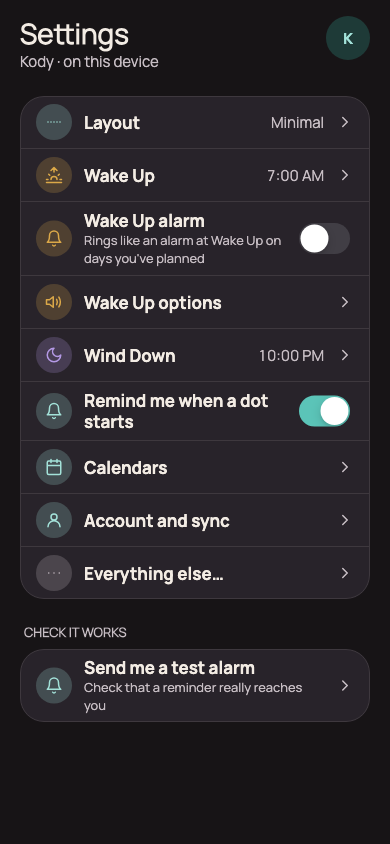 Settings
Kody · on this device
K
Layout
Minimal
Wake Up
7:00 AM
Wake Up alarm
Rings like an alarm at Wake Up on
days you've planned
Wake Up options
Wind Down
10:00 PM
Remind me when a dot
starts
Calendars
Account and sync
Everything else…
CHECK IT WORKS
Send me a test alarm
Check that a reminder really reaches
you